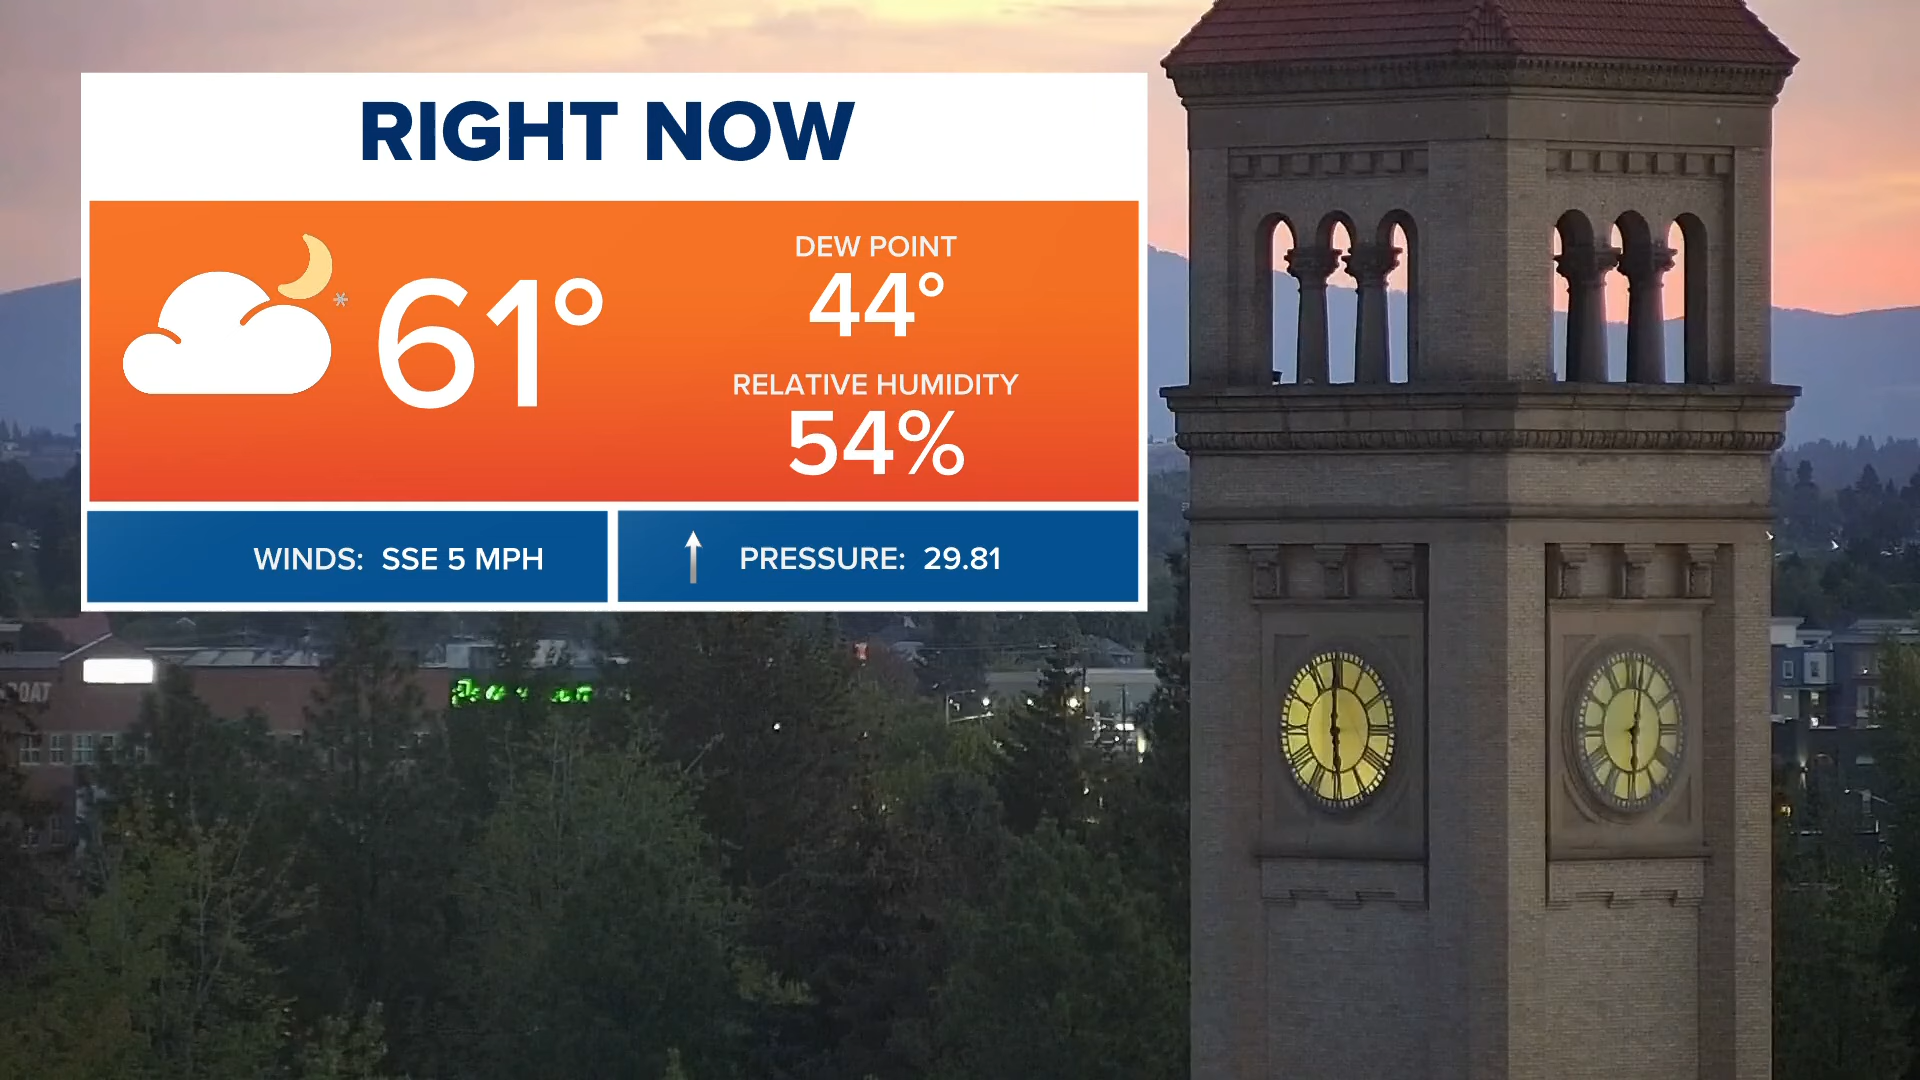 RIGHT NOW
61°
DEW POINT
44°
RELATIVE HUMIDITY
54%
WINDS: SSE 5 MPH
PRESSURE: 29.81